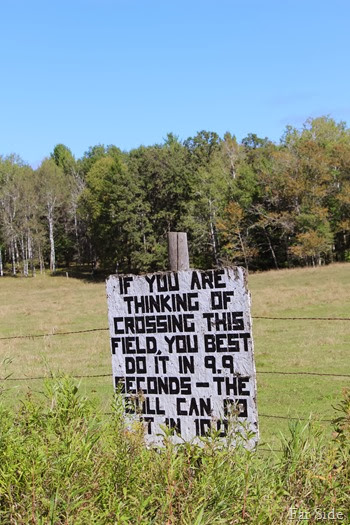 IF YOU ARE
THINKING OF
CROSSING THIS
FIELD, YOU BEST
DO IT IN 9.9
SECONDS – THE
BULL CAN DO
IT IN 10.0
Far Side